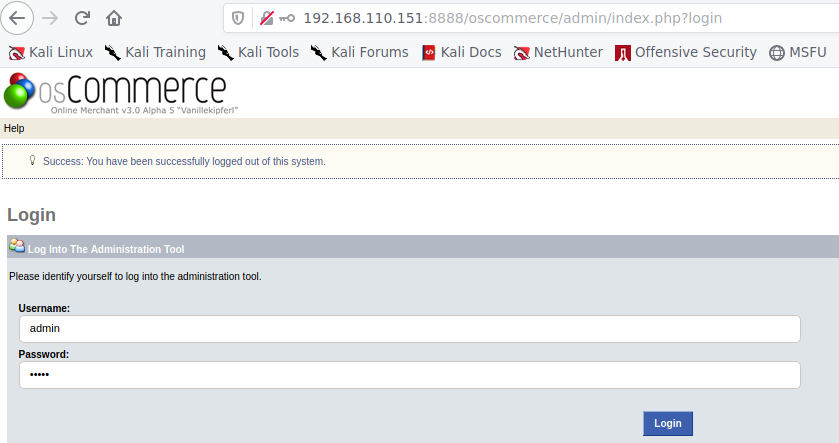 192.168.110.151:8888/oscommerce/admin/index.php?login
Kali Linux Kali Training Kali Tools Kali Forums Kali Docs NetHunter Offensive Security MSFU
osCommerce
Online Merchant v3.0 Alpha 5 "Vanillekipferl"
Help
Success: You have been successfully logged out of this system.
Login
Log Into The Administration Tool
Please identify yourself to log into the administration tool.
Username:
admin
Password:
•••••
Login